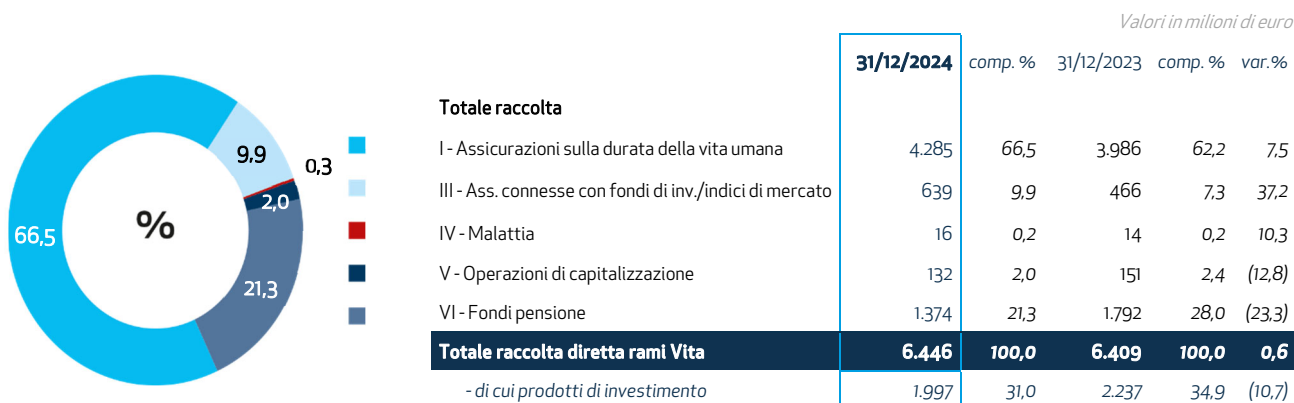 Valori in milioni di euro
31/12/2024 comp. % 31/12/2023 comp. % var.%
Totale raccolta
I - Assicurazioni sulla durata della vita umana 4.285 66,5 3.986 62,2 7,5
III - Ass. connesse con fondi di inv./indici di mercato 639 9,9 466 7,3 37,2
IV - Malattia 16 0,2 14 0,2 10,3
V - Operazioni di capitalizzazione 132 2,0 151 2,4 (12,8)
VI - Fondi pensione 1.374 21,3 1.792 28,0 (23,3)
Totale raccolta diretta rami Vita 6.446 100,0 6.409 100,0 0,6
- di cui prodotti di investimento 1.997 31,0 2.237 34,9 (10,7)
9,9
0,3
2,0
%
66,5
21,3